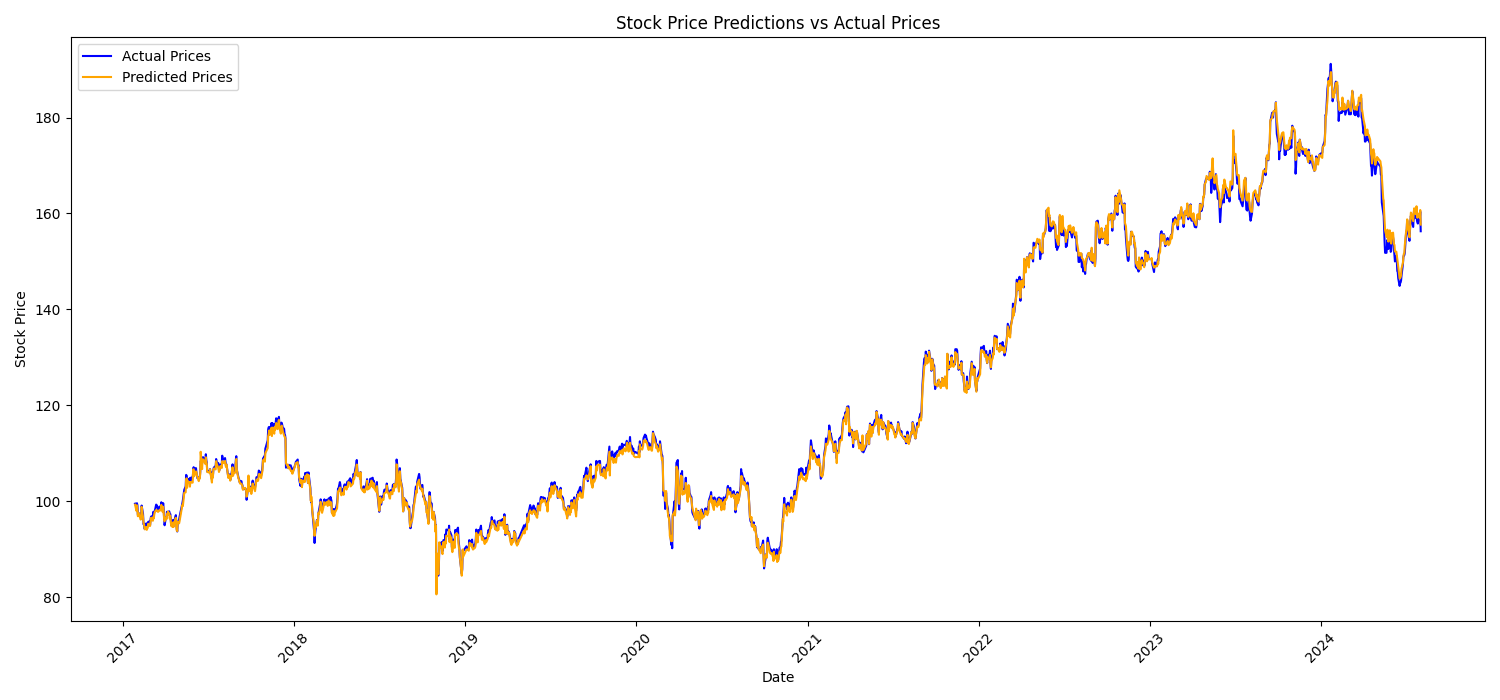 Stock Price Predictions vs Actual Prices
Actual Prices
Predicted Prices
Stock Price
180
160
140
120
100
80
2017
2018
2019
2020
2021
2022
2023
2024
Date